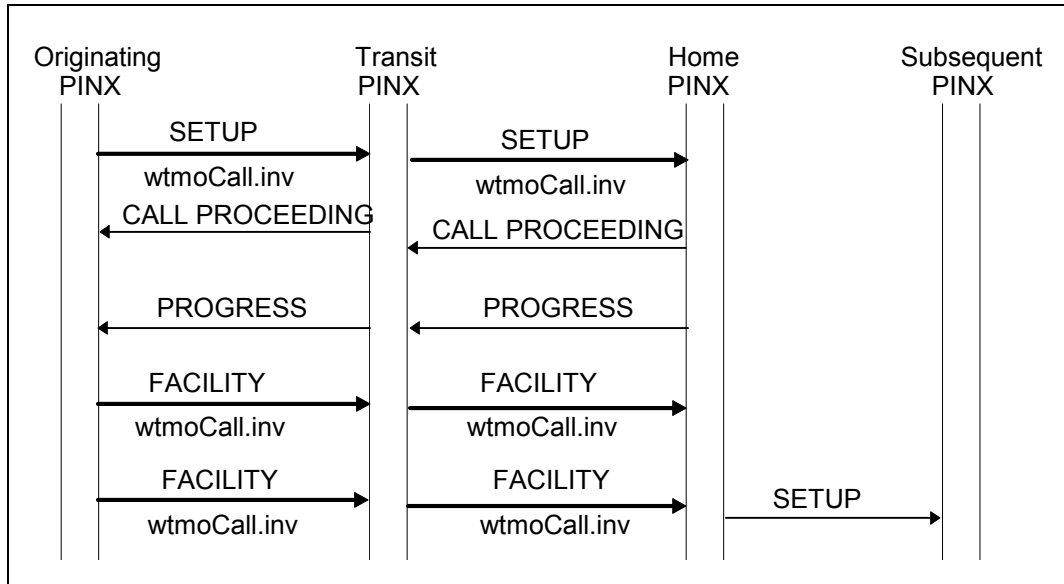 Originating PINX
Transit PINX
Home PINX
Subsequent PINX
SETUP
wtmoCall.inv
SETUP
wtmoCall.inv
CALL PROCEEDING
CALL PROCEEDING
PROGRESS
PROGRESS
FACILITY
wtmoCall.inv
FACILITY
wtmoCall.inv
FACILITY
wtmoCall.inv
FACILITY
wtmoCall.inv
SETUP